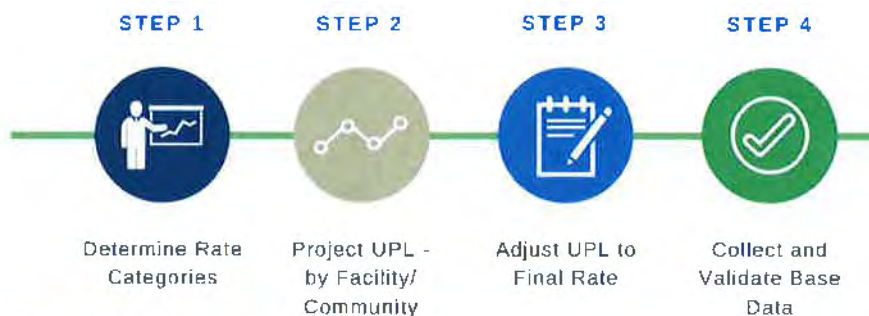 STEP 1
Determine Rate
Categories
STEP 2
Project UPL -
by Facility/
Community
STEP 3
Adjust UPL to
Final Rate
STEP 4
Collect and
Validate Base
Data